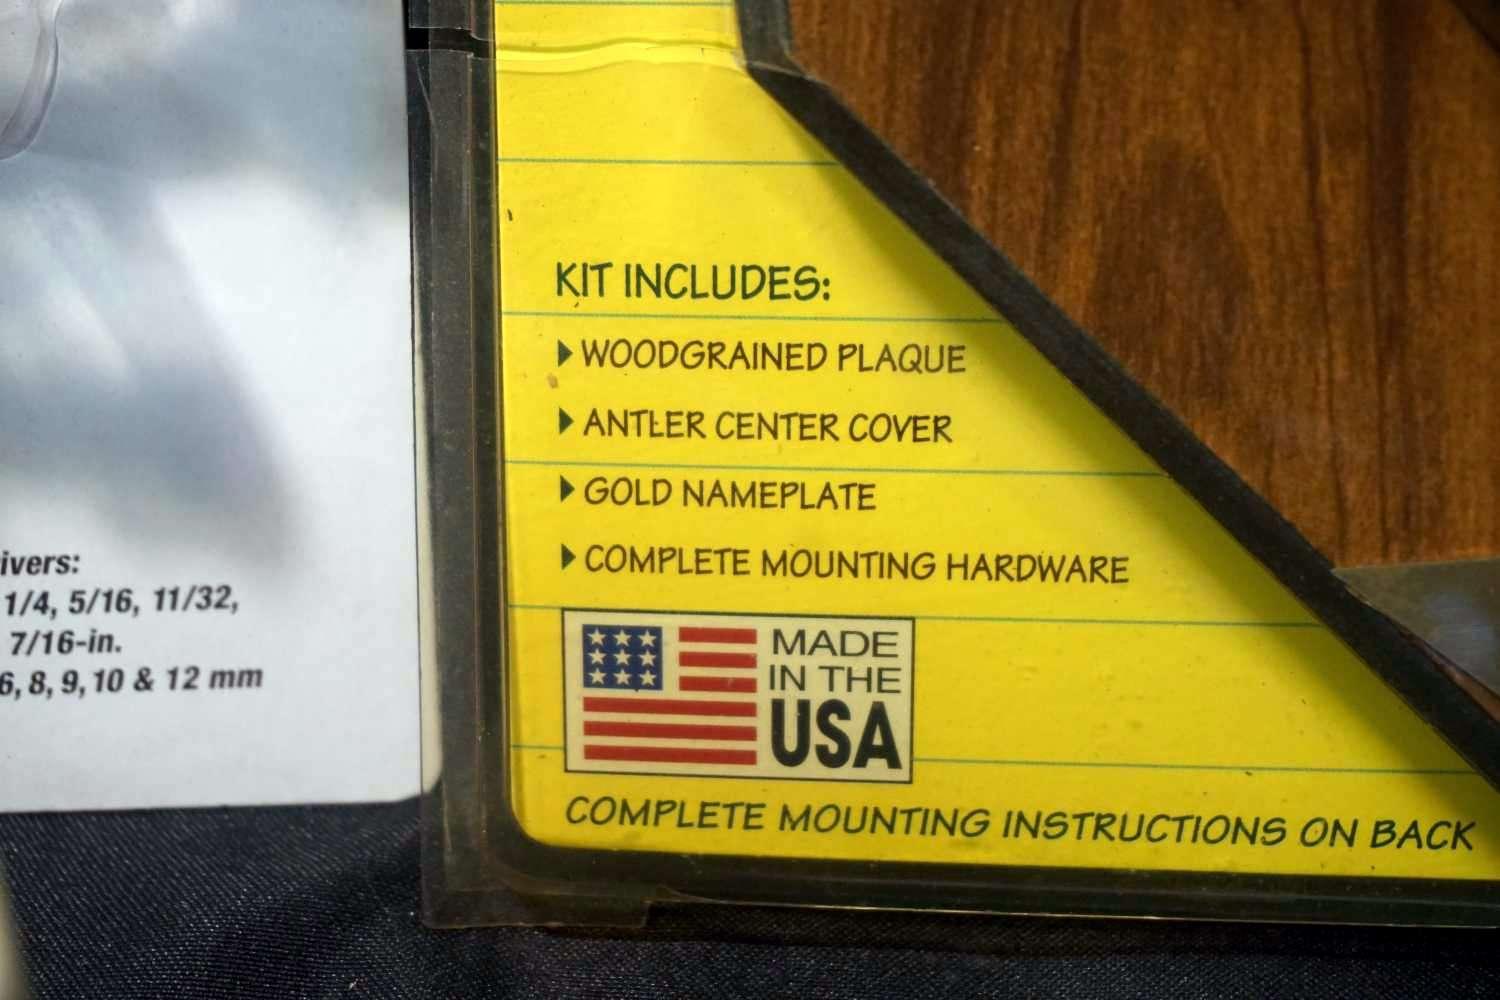 KIT INCLUDES:
WOODGRAINED PLAQUE
ANTLER CENTER COVER
GOLD NAMEPLATE
COMPLETE MOUNTING HARDWARE
MADE
IN THE
USA
COMPLETE MOUNTING INSTRUCTIONS ON BACK
1/4, 5/16, 11/32,
7/16-in.
6, 8, 9, 10 & 12 mm